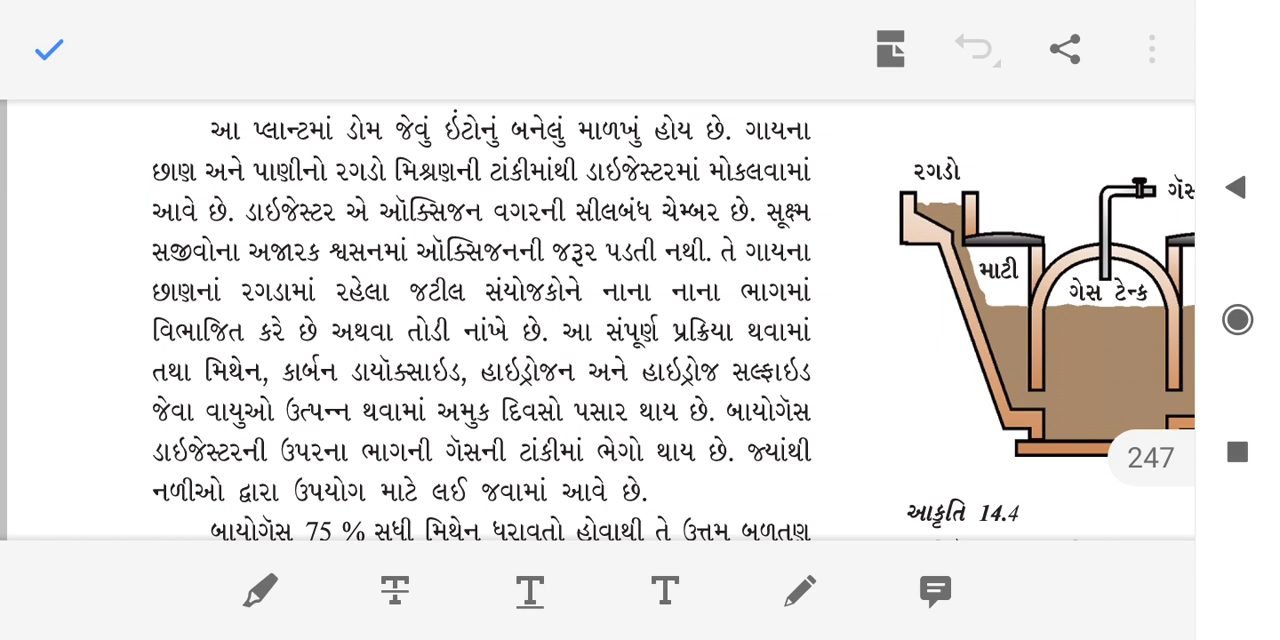 આ પ્લાન્ટમાં ડોમ જેવું ઇંટોનું બનેલું માળખું હોય છે. ગાયના
છાણ અને પાણીનો રગડો મિશ્રણની ટાંકીમાંથી ડાઇજેસ્ટરમાં મોકલવામાં
આવે છે. ડાઇજેસ્ટર એ ઑક્સિજન વગરની સીલબંધ ચેમ્બર છે. સૂક્ષ્મ
સજીવોના અજારક શ્વસનમાં ઑક્સિજનની જરૂર પડતી નથી. તે ગાયના
છાણનાં રગડામાં રહેલા જટીલ સંયોજકોને નાના નાના ભાગમાં
વિભાજિત કરે છે અથવા તોડી નાંખે છે. આ સંપૂર્ણ પ્રક્રિયા થવામાં
તથા મિથેન, કાર્બન ડાયૉક્સાઇડ, હાઇડ્રોજન અને હાઇડ્રોજ સલ્ફાઇડ
જેવા વાયુઓ ઉત્પન્ન થવામાં અમુક દિવસો પસાર થાય છે. બાયોગૅસ
ડાઇજેસ્ટરની ઉપરના ભાગની ગૅસની ટાંકીમાં ભેગો થાય છે. જ્યાંથી
નળીઓ દ્વારા ઉપયોગ માટે લઈ જવામાં આવે છે.
બાયોગૅસ 75 % સુધી મિથેન ધરાવતો હોવાથી તે ઉત્તમ બળતણ
રગડો
ગૅસ
માટી
ગેસ ટેન્ક
247
આકૃતિ 14.4